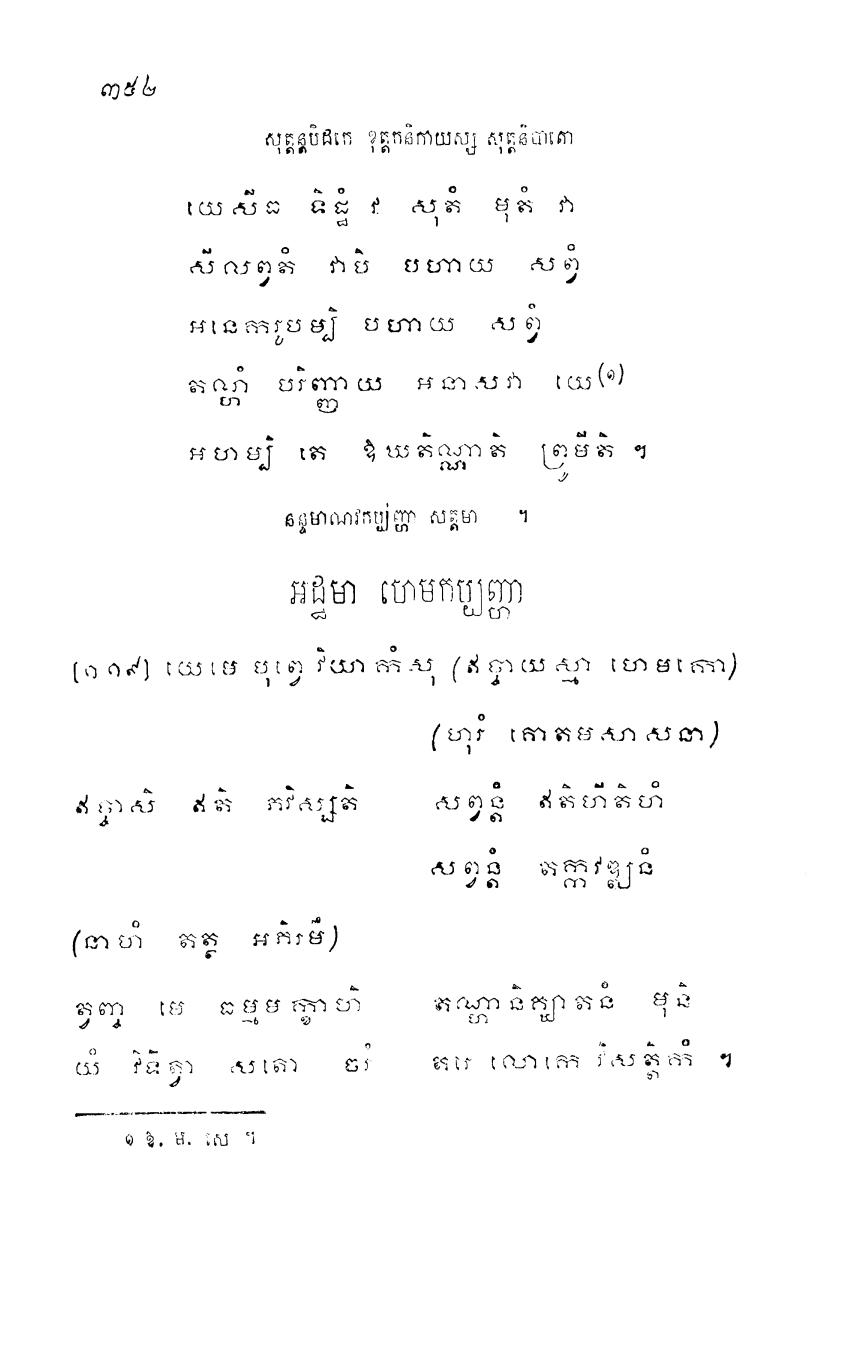 ៣៥២
សុត្តន្តបិដកេ ខុត្តកនិកាយស្ស សុត្តនិបាតោ
យេសីធ ទិដ្ឋំ វ សុតំ មុតំ វា
សីលព្វតំ វាបិ បហាយ សព្វំ
អនេករូបម្បិ បហាយ សព្វំ
តណ្ហំ បរិញ្ញាយ អនាសវា យេ(១)
អហម្បិ តេ ឱឃតិណ្ណាតិ ព្រូមីតិ ។
នន្ទមាណវកប្បញ្ហា សត្តមា ។
អដ្ឋមា ហេមកប្បញ្ហា
[១១៩] យេ មេ បុព្វេ វិយាកំសុ (ឥច្ចាយស្មា ហេមកោ)
(ហុរំ គោតមសាសនា)
ឥច្ចាសិ ឥតិ ភវិស្សតិ សព្វន្តំ ឥតិហីតិហំ
សព្វន្តំ តក្កវឌ្ឍនំ
(នាហំ តត្ថ អភិរមឹ)
ត្វញ្ច មេ ធម្មមក្ខាហិ តណ្ហានិគ្ឃាតនំ មុនិ
យំ វិទិត្វា សតោ ចរំ តរេ លោកេ វិសត្តិកំ ។
១ ឱ. ម. សេ ។